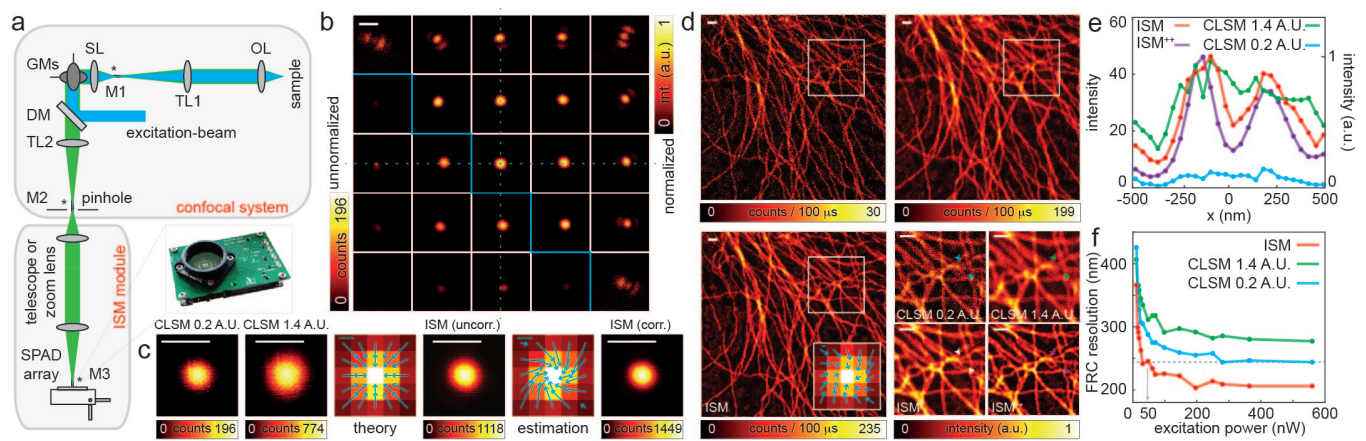 a
SL
OL
GMs
*
M1
TL1
sample
DM
excitation-beam
TL2
M2
*
pinhole
confocal system
telescope or
zoom lens
ISM module
SPAD
array
*
M3
b
0 int. (a.u.) 1
unnormalized
normalized
0 counts 196
c
CLSM 0.2 A.U.
CLSM 1.4 A.U.
ISM (uncorr.)
ISM (corr.)
0 counts 196
0 counts 774
theory
0 counts 1118
estimation
0 counts 1449
d
0 counts / 100 µs 30
0 counts / 100 µs 199
CLSM 0.2 A.U.
CLSM 1.4 A.U.
ISM
ISM
ISM++
0 counts / 100 µs 235
0 intensity (a.u.) 1
e
60
40
20
0
intensity
ISM
ISM++
CLSM 1.4 A.U.
CLSM 0.2 A.U.
1
0
intensity (a.u.)
-500
-250
0
250
500
x (nm)
f
FRC resolution (nm)
400
300
200
ISM
CLSM 1.4 A.U.
CLSM 0.2 A.U.
0
50
200
400
600
excitation power (nW)